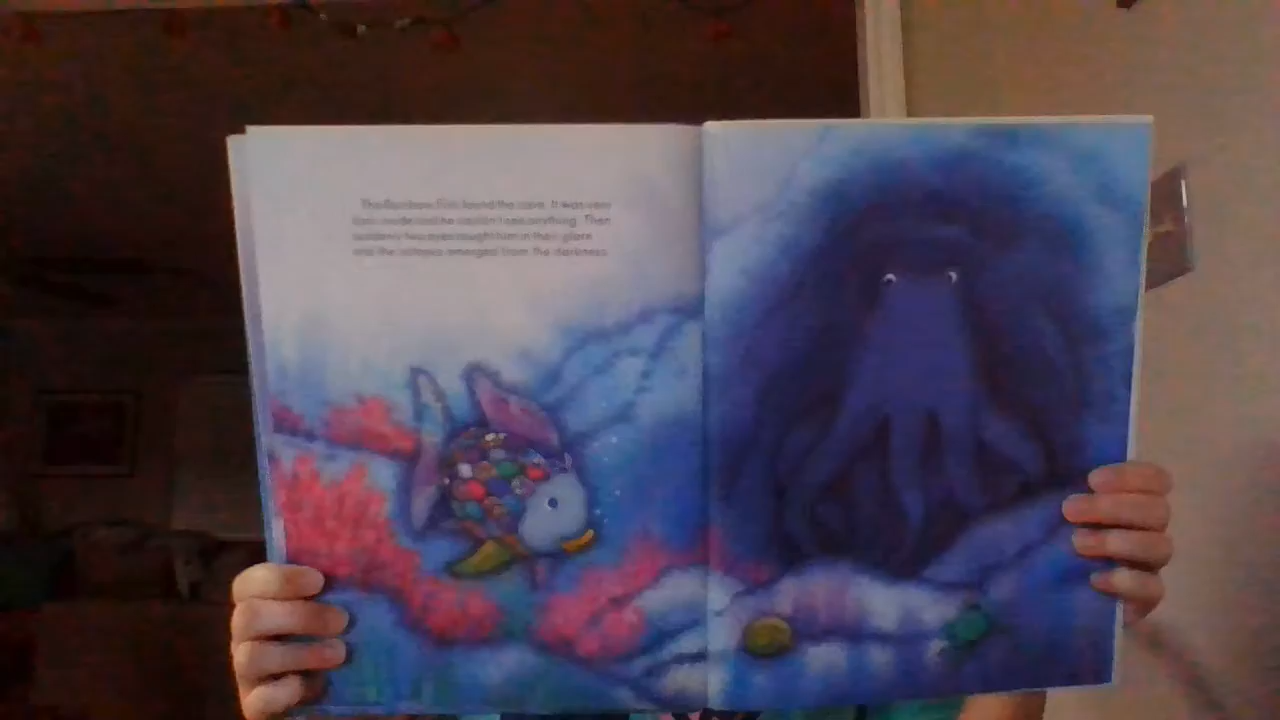 The Rainbow Fish found the cave. It was very
dark inside and he couldn't see anything. Then
suddenly two eyes caught him in their glare
and the octopus emerged from the darkness.